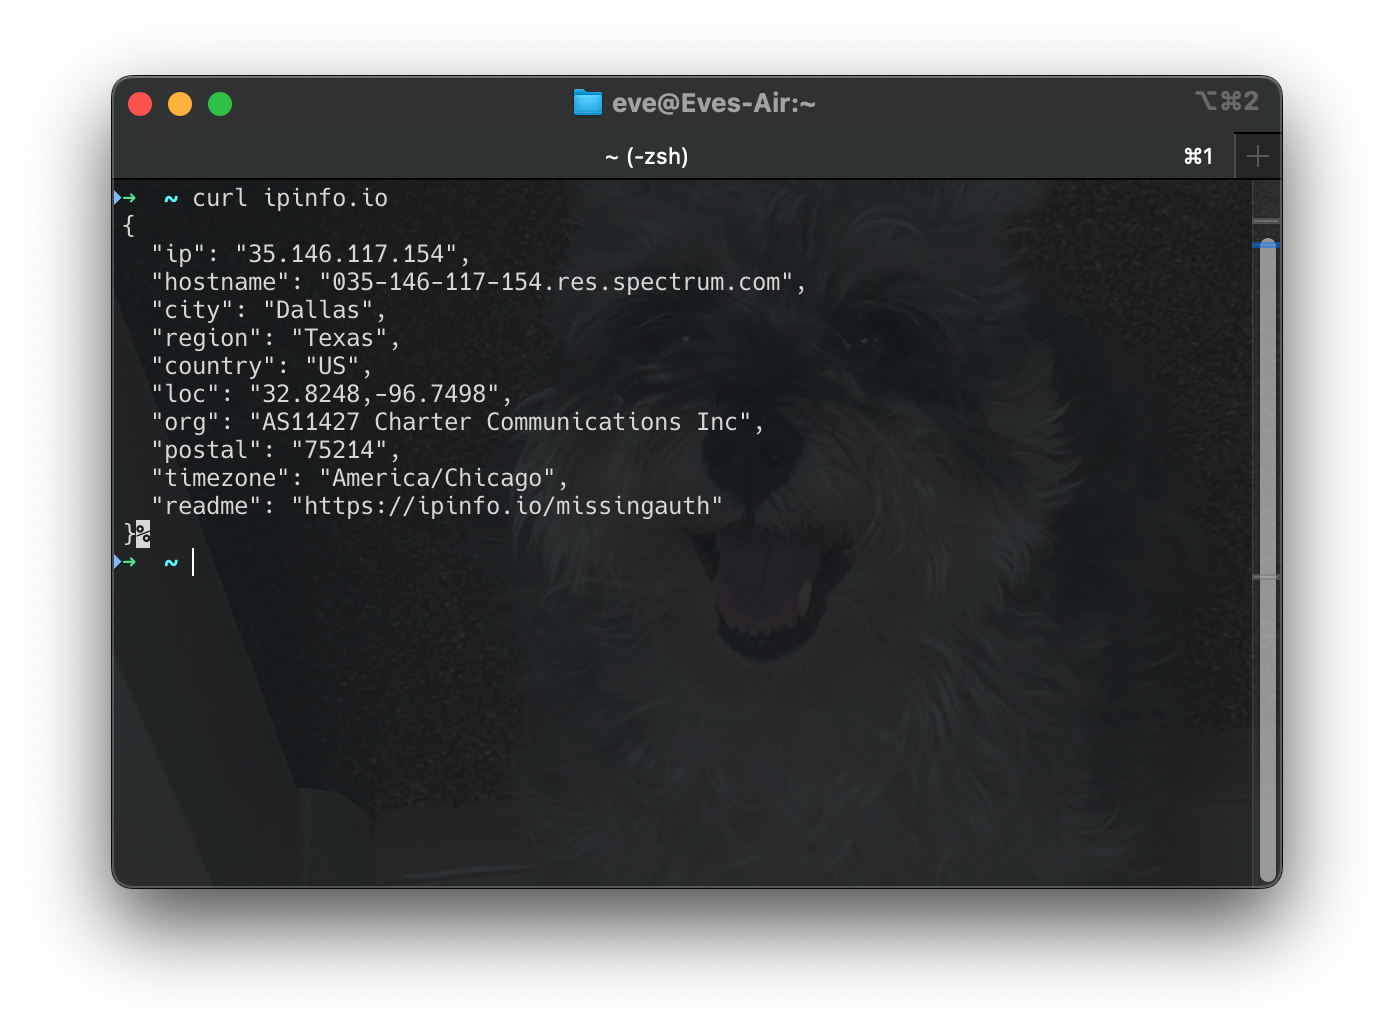 eve@Eves-Air:~ ⌥⌘2
~ (-zsh) ⌘1
→ ~ curl ipinfo.io
{
  "ip": "35.146.117.154",
  "hostname": "035-146-117-154.res.spectrum.com",
  "city": "Dallas",
  "region": "Texas",
  "country": "US",
  "loc": "32.8248,-96.7498",
  "org": "AS11427 Charter Communications Inc",
  "postal": "75214",
  "timezone": "America/Chicago",
  "readme": "https://ipinfo.io/missingauth"
}%
→ ~